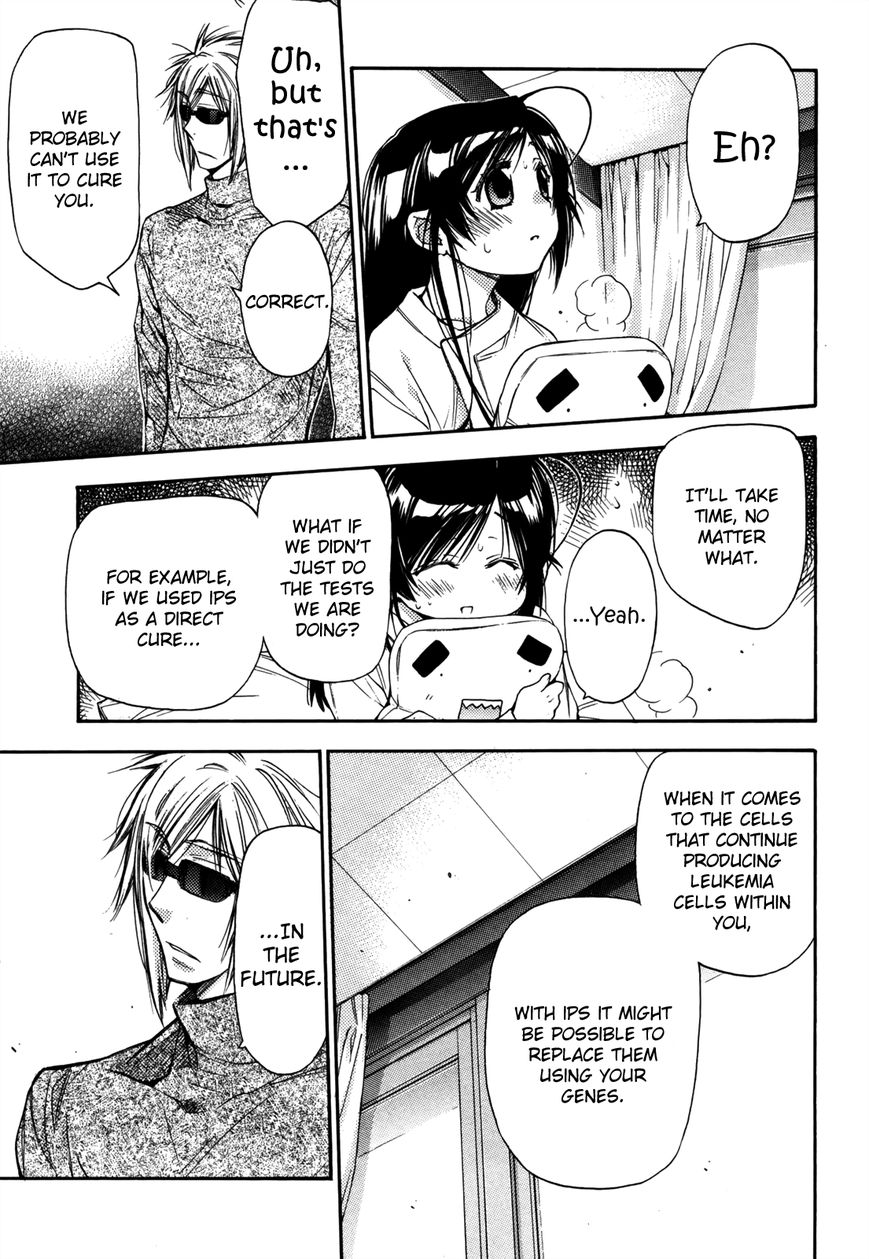 Eh?
Uh,
but
that's
...
CORRECT.
WE
PROBABLY
CAN'T USE
IT TO CURE
YOU.
IT'LL TAKE
TIME, NO
MATTER
WHAT.
...Yeah.
WHAT IF
WE DIDN'T
JUST DO
THE TESTS
WE ARE
DOING?
FOR EXAMPLE,
IF WE USED IPS
AS A DIRECT
CURE...
WHEN IT COMES
TO THE CELLS
THAT CONTINUE
PRODUCING
LEUKEMIA
CELLS WITHIN
YOU,
WITH IPS IT MIGHT
BE POSSIBLE TO
REPLACE THEM
USING YOUR
GENES.
...IN
THE
FUTURE.